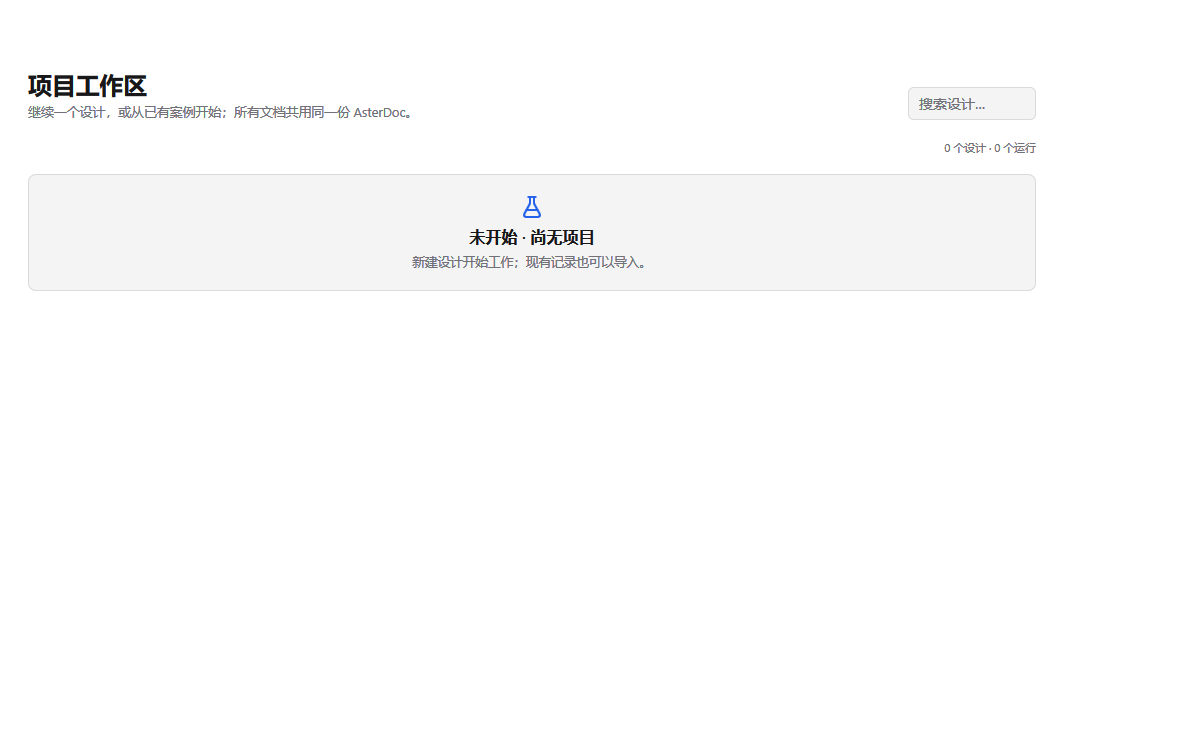 项目工作区
继续一个设计，或从已有案例开始；所有文档共用同一份 AsterDoc。
搜索设计...
0 个设计 · 0 个运行
未开始 · 尚无项目
新建设计开始工作；现有记录也可以导入。